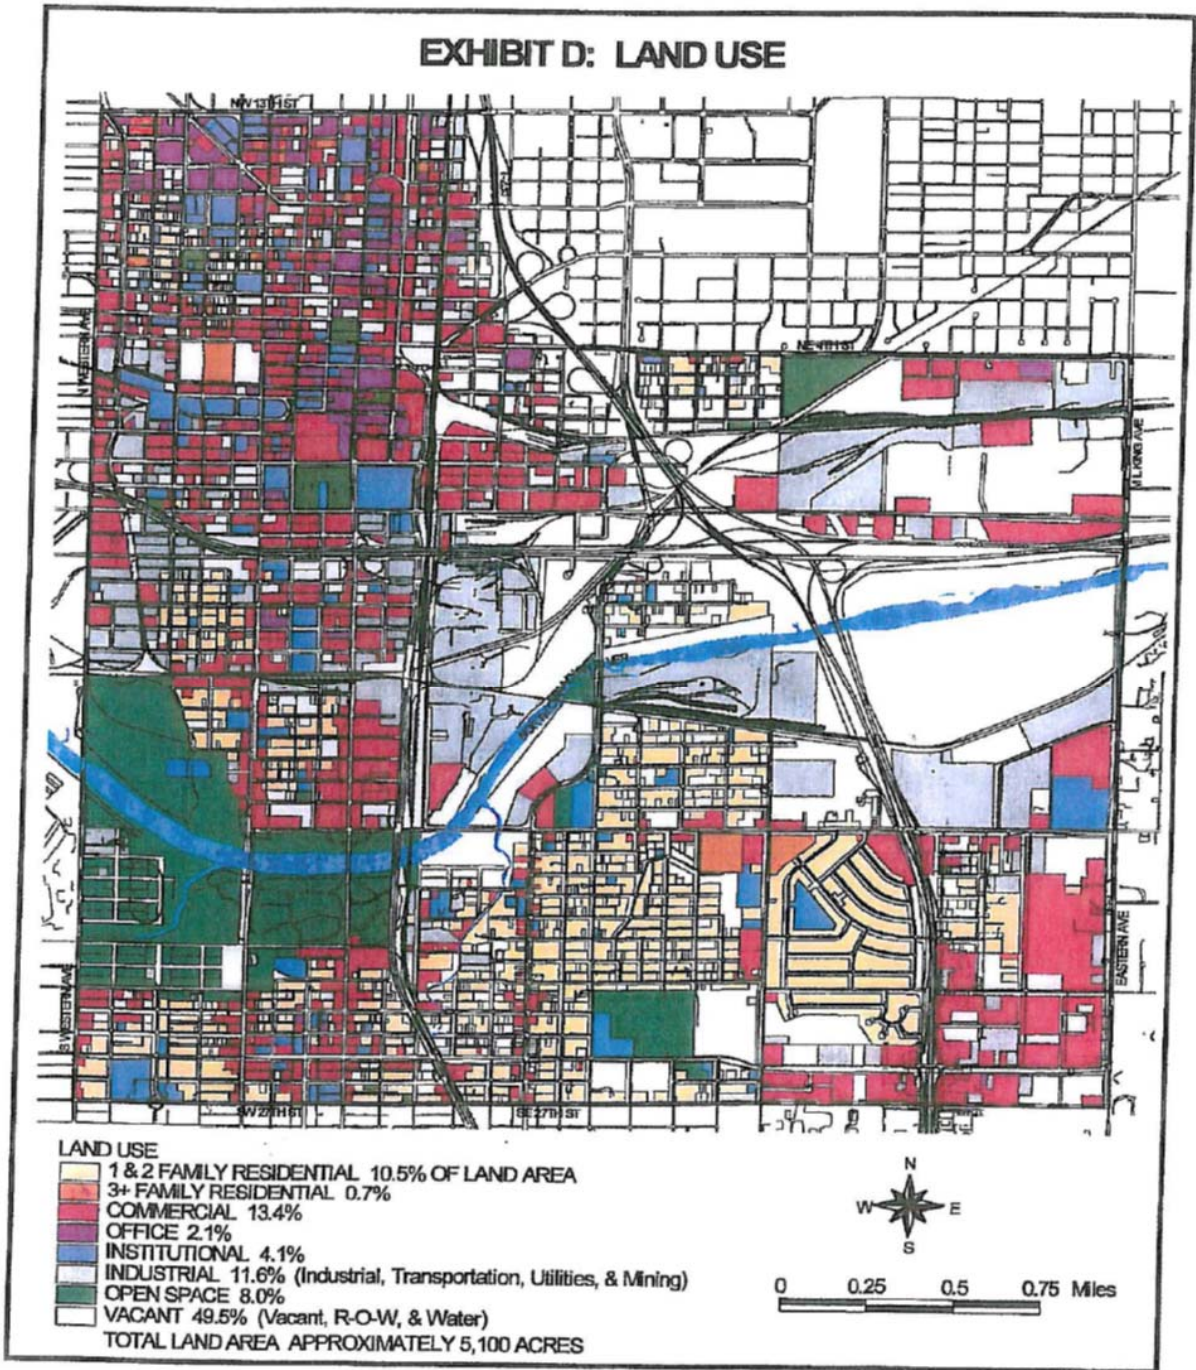 EXHIBIT D: LAND USE
NW 13TH ST
N WESTERN AVE
NE 4TH ST
M L KING AVE
RIVER
EASTERN AVE
S WESTERN AVE
SW 27TH ST
SE 27TH ST
LAND USE
1 & 2 FAMILY RESIDENTIAL 10.5% OF LAND AREA
3+ FAMILY RESIDENTIAL 0.7%
COMMERCIAL 13.4%
OFFICE 2.1%
INSTITUTIONAL 4.1%
INDUSTRIAL 11.6% (Industrial, Transportation, Utilities, & Mining)
OPEN SPACE 8.0%
VACANT 49.5% (Vacant, R-O-W, & Water)
TOTAL LAND AREA APPROXIMATELY 5,100 ACRES
N
W E
S
0 0.25 0.5 0.75 Miles